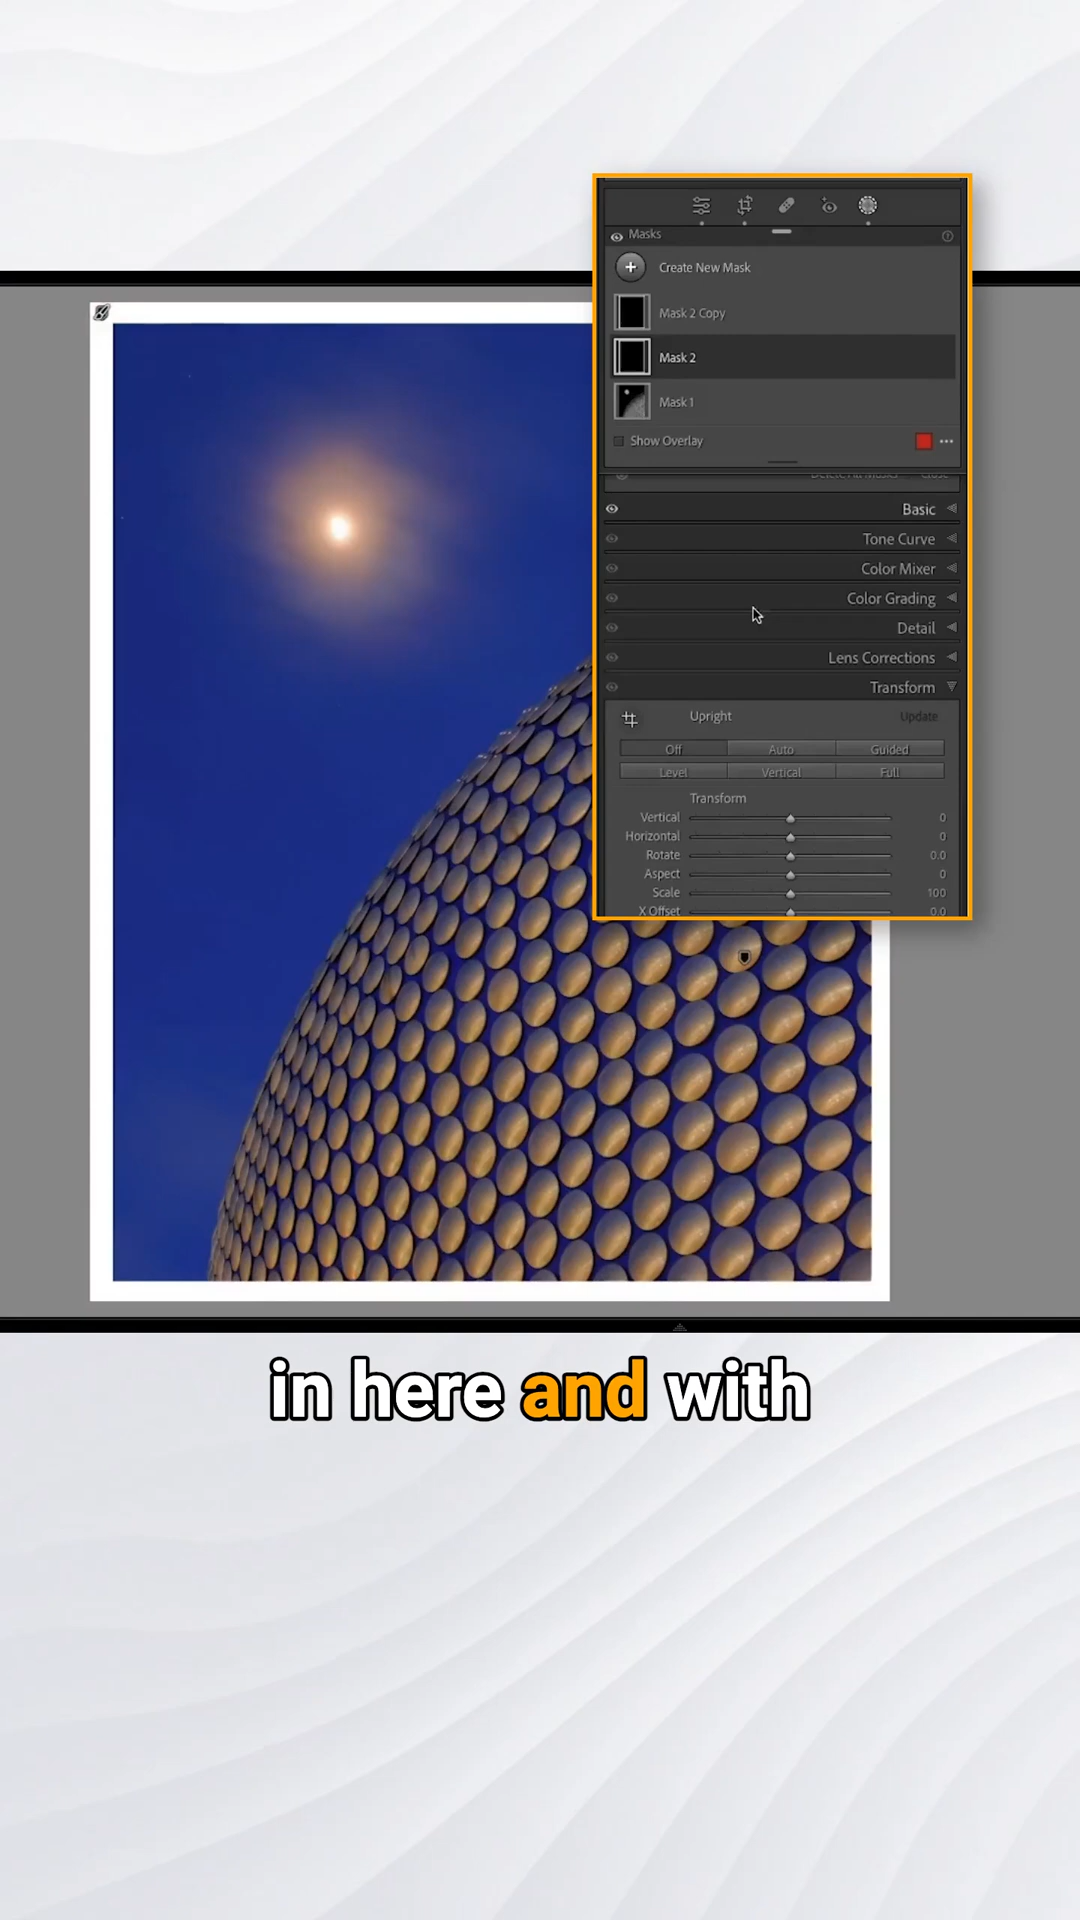 Masks
Create New Mask
Mask 2 Copy
Mask 2
Mask 1
Show Overlay
Basic
Tone Curve
Color Mixer
Color Grading
Detail
Lens Corrections
Transform
Upright Update
Off Auto Guided
Level Vertical Full
Transform
Vertical 0
Horizontal 0
Rotate 0.0
Aspect 0
Scale 100
X Offset 0.0
in here and with